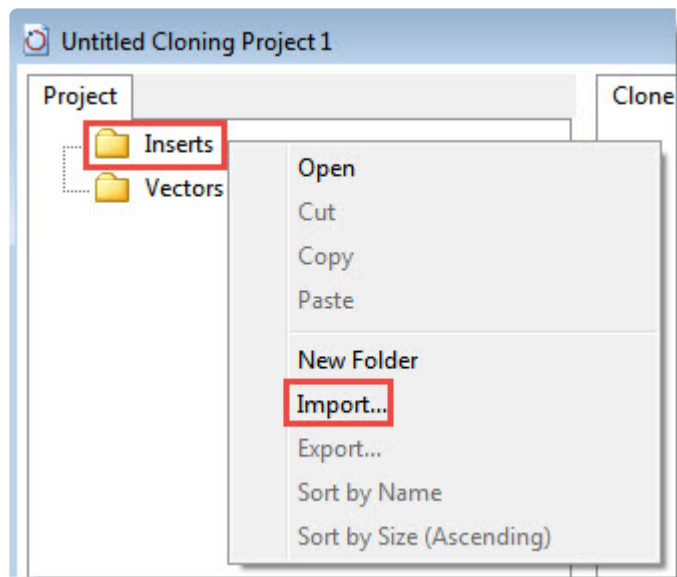 Untitled Cloning Project 1
Project
Clone
Inserts
Vectors
Open
Cut
Copy
Paste
New Folder
Import...
Export...
Sort by Name
Sort by Size (Ascending)